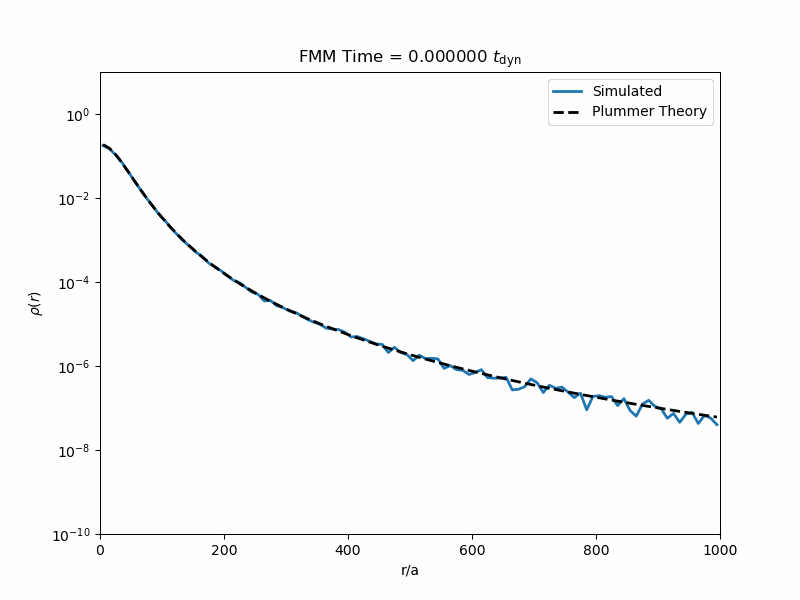 FMM Time = 0.000000 t_dyn
Simulated
Plummer Theory
10^0
10^−2
10^−4
10^−6
10^−8
10^−10
ρ(r)
0 200 400 600 800 1000
r/a